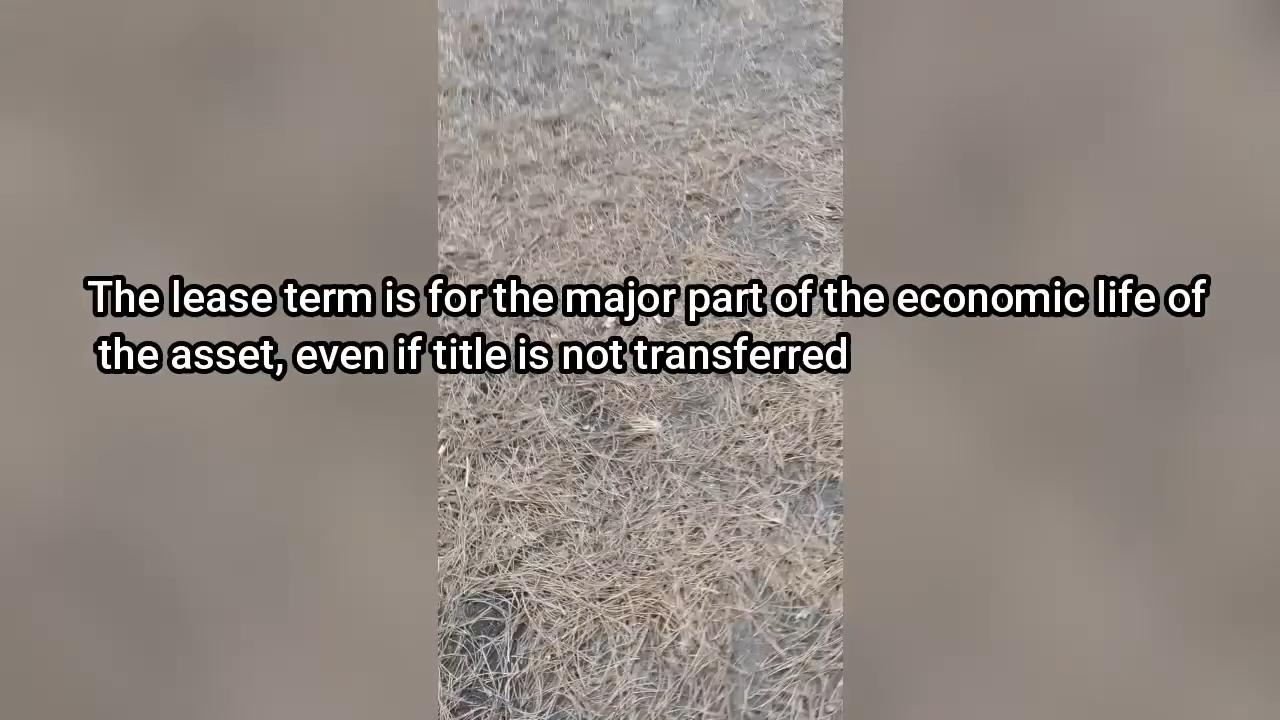 The lease term is for the major part of the economic life of
the asset, even if title is not transferred